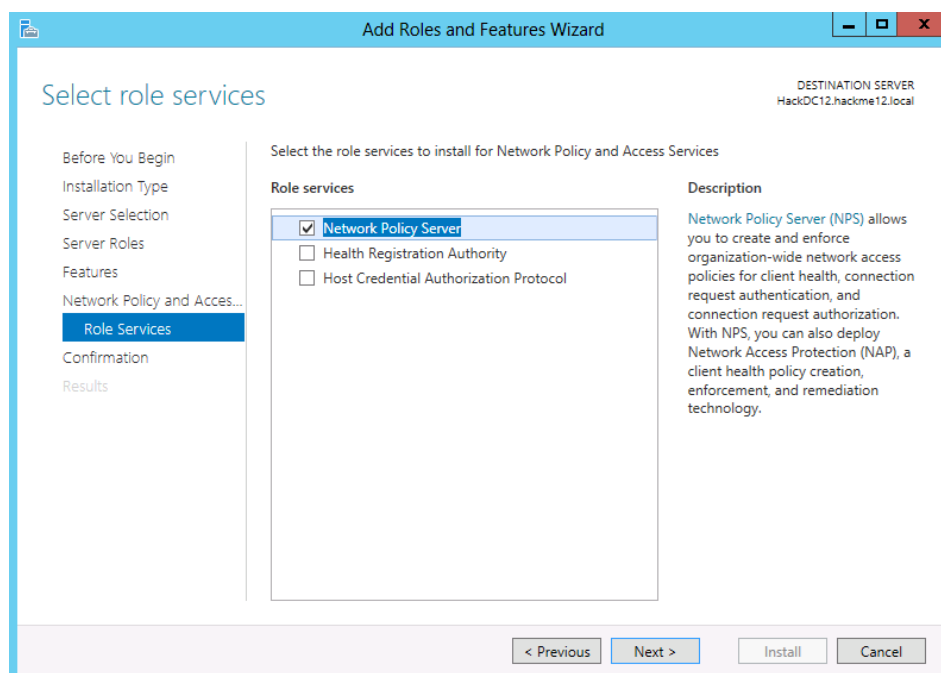 Add Roles and Features Wizard
x
Select role services
DESTINATION SERVER
HackDC12.hackme12.local
Before You Begin
Installation Type
Server Selection
Server Roles
Features
Network Policy and Acces...
Role Services
Confirmation
Results
Select the role services to install for Network Policy and Access Services
Role services
Network Policy Server
Health Registration Authority
Host Credential Authorization Protocol
Description
Network Policy Server (NPS) allows
you to create and enforce
organization-wide network access
policies for client health, connection
request authentication, and
connection request authorization.
With NPS, you can also deploy
Network Access Protection (NAP), a
client health policy creation,
enforcement, and remediation
technology.
< Previous
Next >
Install
Cancel